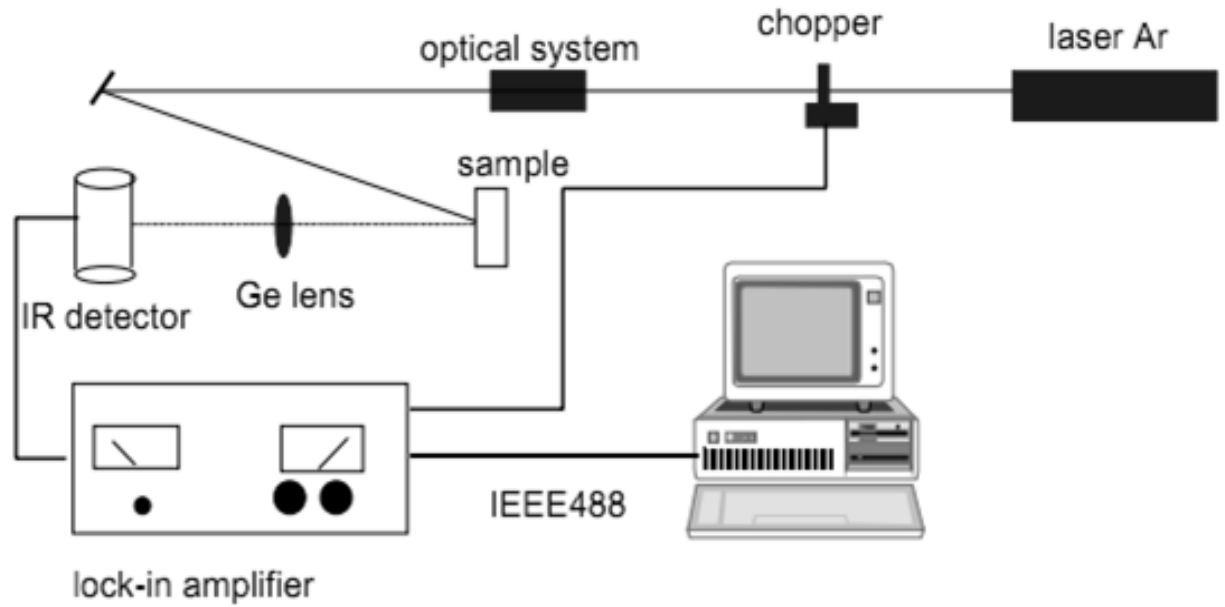 chopper
laser Ar
optical system
sample
Ge lens
IR detector
IEEE488
lock-in amplifier